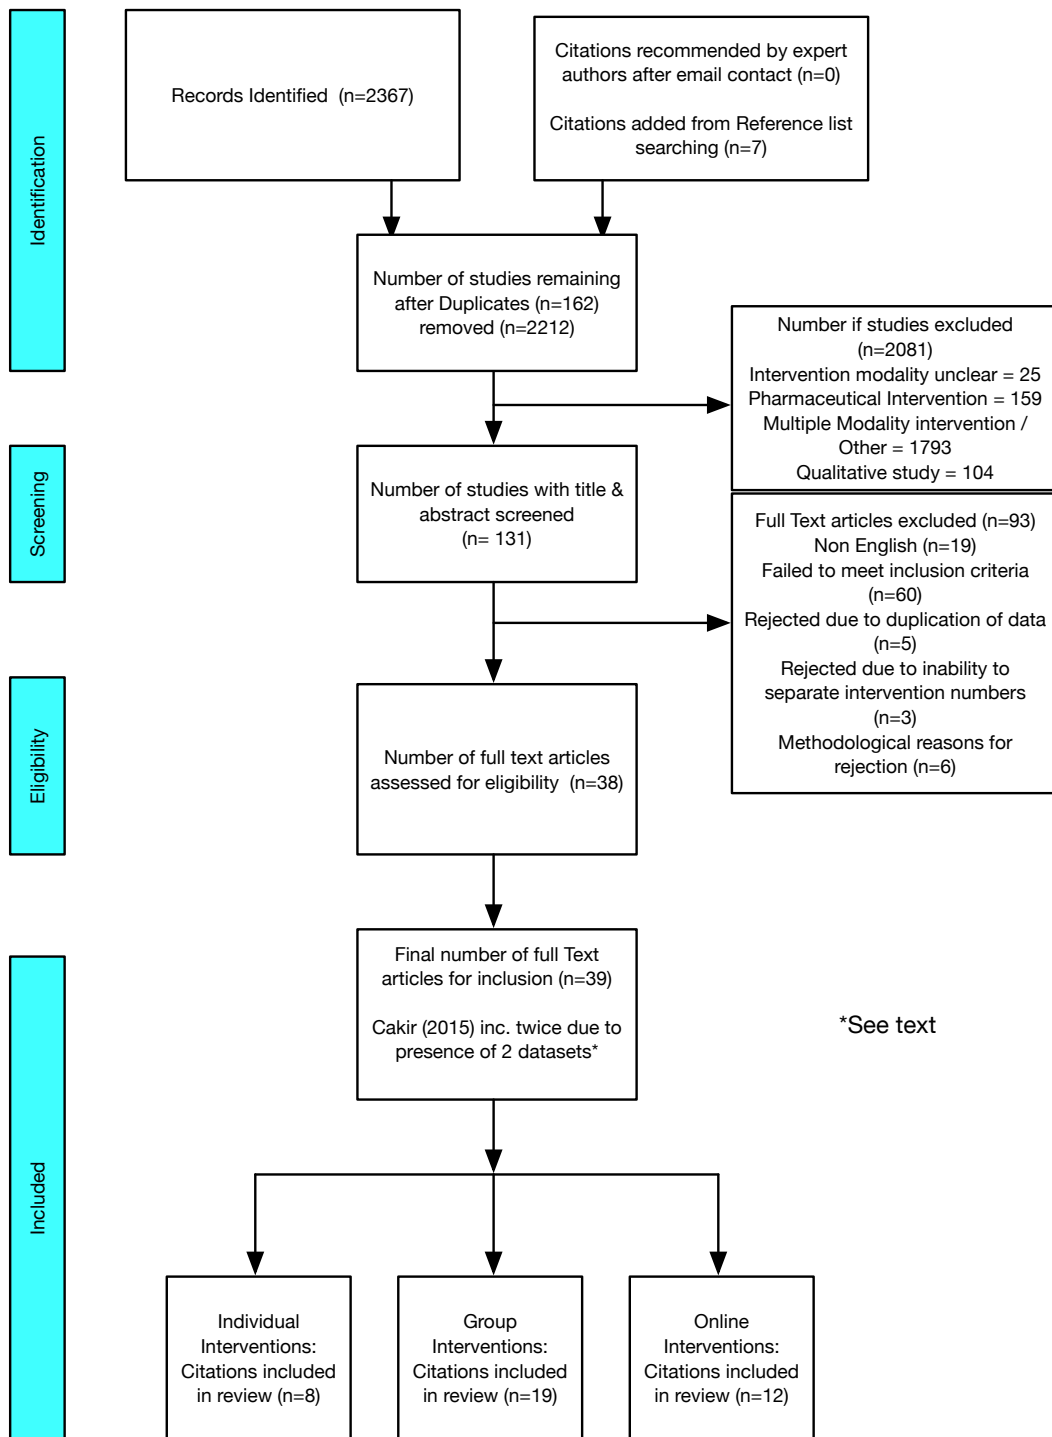 Identification
Records Identified  (n=2367)
Citations recommended by expert
authors after email contact (n=0)
Citations added from Reference list
searching (n=7)
Number of studies remaining
after Duplicates (n=162)
removed (n=2212)
Number if studies excluded
(n=2081)
Intervention modality unclear = 25
Pharmaceutical Intervention = 159
Multiple Modality intervention /
Other = 1793
Qualitative study = 104
Screening
Number of studies with title &
abstract screened
(n= 131)
Full Text articles excluded (n=93)
Non English (n=19)
Failed to meet inclusion criteria
(n=60)
Rejected due to duplication of data
(n=5)
Rejected due to inability to
separate intervention numbers
(n=3)
Methodological reasons for
rejection (n=6)
Eligibility
Number of full text articles
assessed for eligibility  (n=38)
Included
Final number of full Text
articles for inclusion (n=39)
Cakir (2015) inc. twice due to
presence of 2 datasets*
*See text
Individual
Interventions:
Citations included
in review (n=8)
Group
Interventions:
Citations included
in review (n=19)
Online
Interventions:
Citations included
in review (n=12)